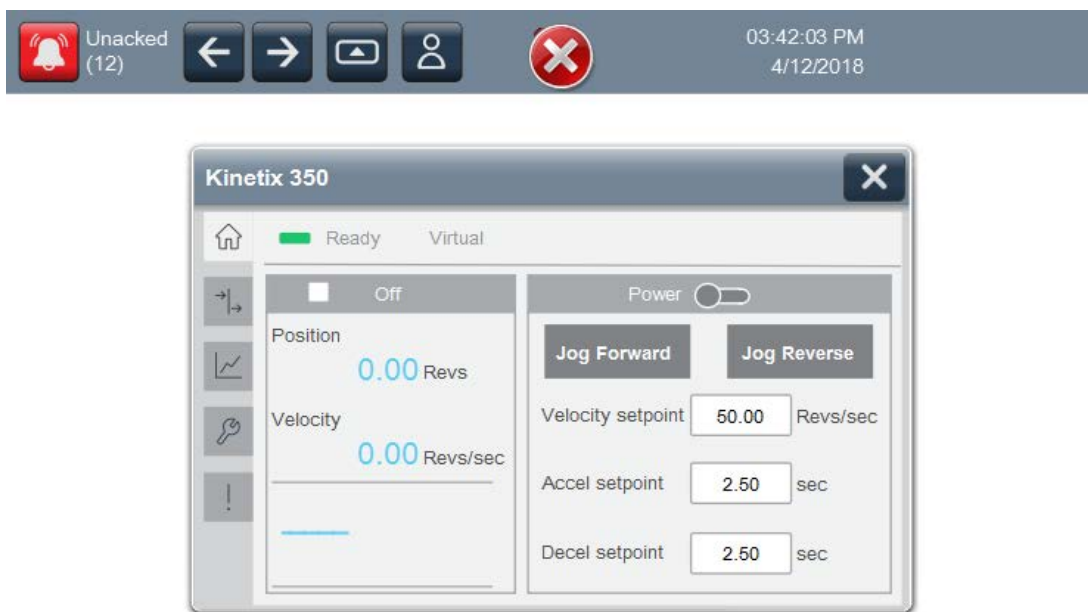 Unacked
(12)
03:42:03 PM
4/12/2018
Kinetix 350
Ready Virtual
Off
Position
0.00 Revs
Velocity
0.00 Revs/sec
Power
Jog Forward Jog Reverse
Velocity setpoint 50.00 Revs/sec
Accel setpoint 2.50 sec
Decel setpoint 2.50 sec